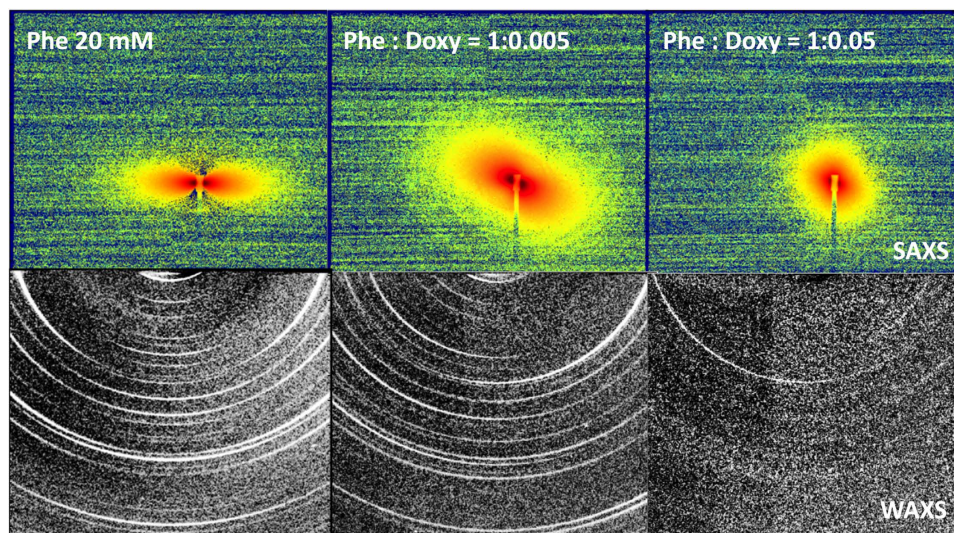 Phe 20 mM
Phe : Doxy = 1:0.005
Phe : Doxy = 1:0.05
SAXS
WAXS